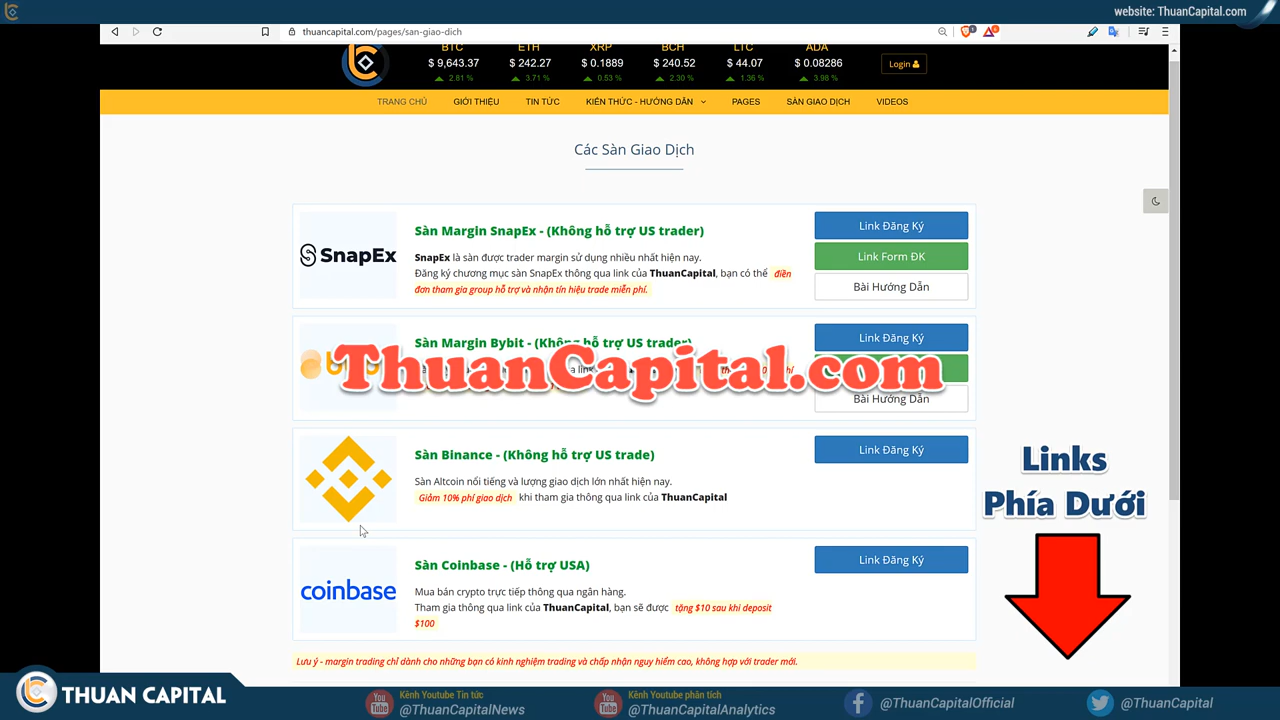 website: ThuanCapital.com
thuancapital.com/pages/san-giao-dich
BTC ETH XRP BCH LTC ADA
$ 9,643.37 $ 242.27 $ 0.1889 $ 240.52 $ 44.07 $ 0.08286
2.81 % 3.71 % 0.53 % 2.30 % 1.36 % 3.98 %
Login
TRANG CHỦ GIỚI THIỆU TIN TỨC KIẾN THỨC - HƯỚNG DẪN PAGES SÀN GIAO DỊCH VIDEOS
Các Sàn Giao Dịch
SnapEx
Sàn Margin SnapEx - (Không hỗ trợ US trader)
SnapEx là sàn được trader margin sử dụng nhiều nhất hiện nay.
Đăng ký chương mục sàn SnapEx thông qua link của ThuanCapital, bạn có thể điền
đơn tham gia group hỗ trợ và nhận tín hiệu trade miễn phí.
Link Đăng Ký
Link Form ĐK
Bài Hướng Dẫn
Sàn Margin Bybit - (Không hỗ trợ US trader)
Link Đăng Ký
Bài Hướng Dẫn
ThuanCapital.com
Sàn Binance - (Không hỗ trợ US trade)
Sàn Altcoin nổi tiếng và lượng giao dịch lớn nhất hiện nay.
Giảm 10% phí giao dịch khi tham gia thông qua link của ThuanCapital
Link Đăng Ký
Links
Phía Dưới
coinbase
Sàn Coinbase - (Hỗ trợ USA)
Mua bán crypto trực tiếp thông qua ngân hàng.
Tham gia thông qua link của ThuanCapital, bạn sẽ được tặng $10 sau khi deposit
$100
Link Đăng Ký
Lưu ý - margin trading chỉ dành cho những bạn có kinh nghiệm trading và chấp nhận nguy hiểm cao, không hợp với trader mới.
THUAN CAPITAL
You Tube
Kênh Youtube Tin tức
@ThuanCapitalNews
You Tube
Kênh Youtube phân tích
@ThuanCapitalAnalytics
@ThuanCapitalOfficial
@ThuanCapital